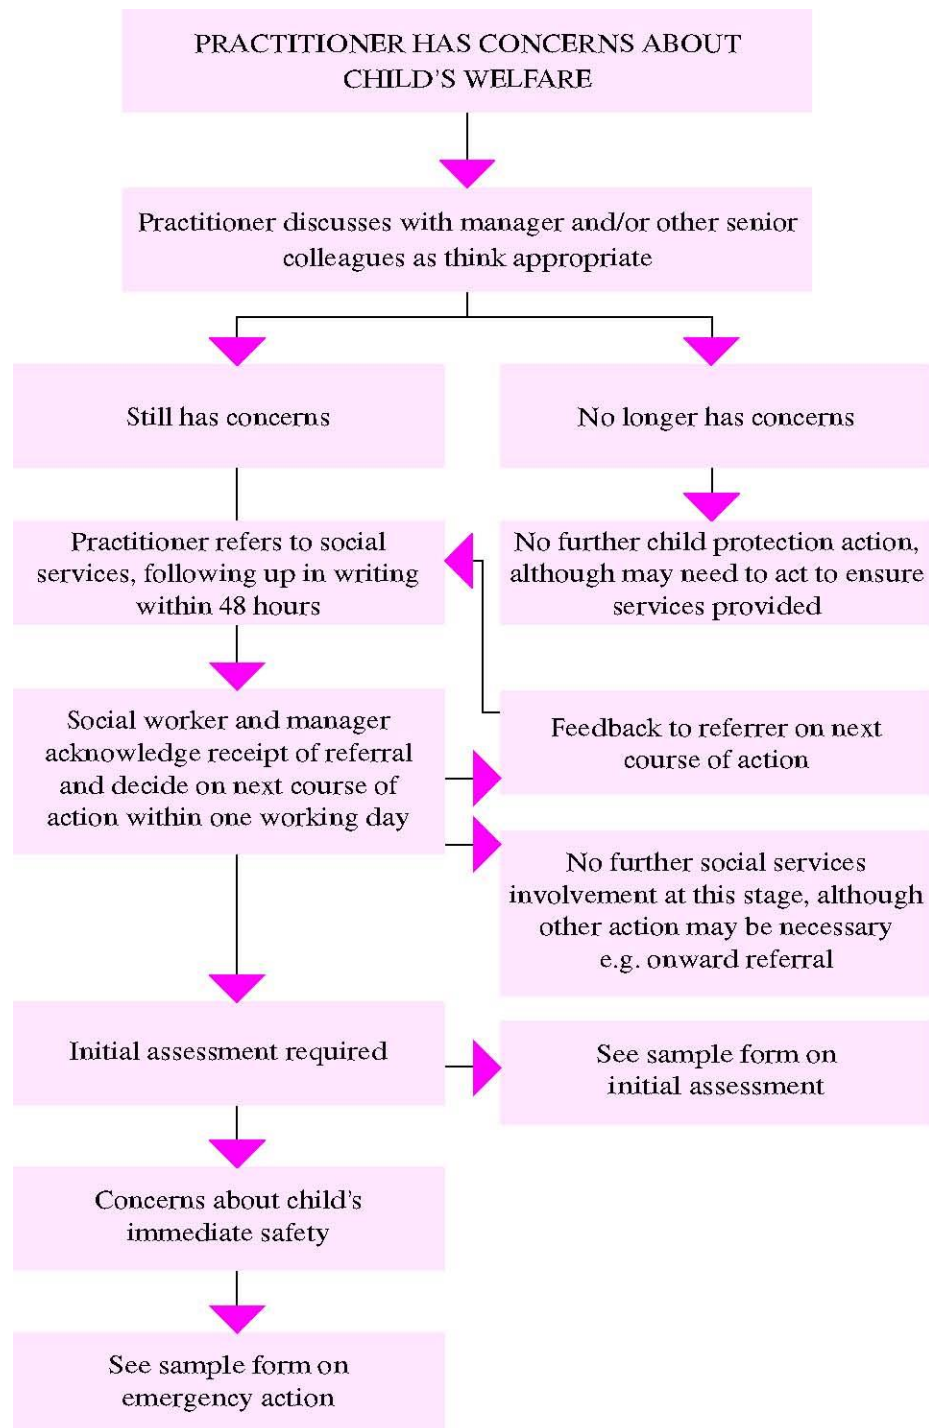 PRACTITIONER HAS CONCERNS ABOUT
CHILD'S WELFARE
Practitioner discusses with manager and/or other senior
colleagues as think appropriate
Still has concerns
No longer has concerns
Practitioner refers to social
services, following up in writing
within 48 hours
No further child protection action,
although may need to act to ensure
services provided
Social worker and manager
acknowledge receipt of referral
and decide on next course of
action within one working day
Feedback to referrer on next
course of action
No further social services
involvement at this stage, although
other action may be necessary
e.g. onward referral
Initial assessment required
See sample form on
initial assessment
Concerns about child's
immediate safety
See sample form on
emergency action